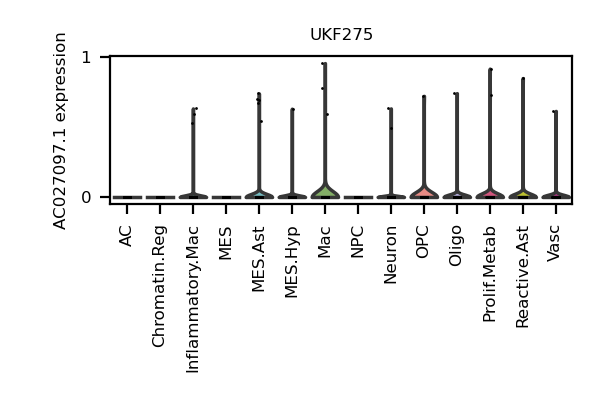 UKF275
AC027097.1 expression
1
0
AC
Chromatin.Reg
Inflammatory.Mac
MES
MES.Ast
MES.Hyp
Mac
NPC
Neuron
OPC
Oligo
Prolif.Metab
Reactive.Ast
Vasc